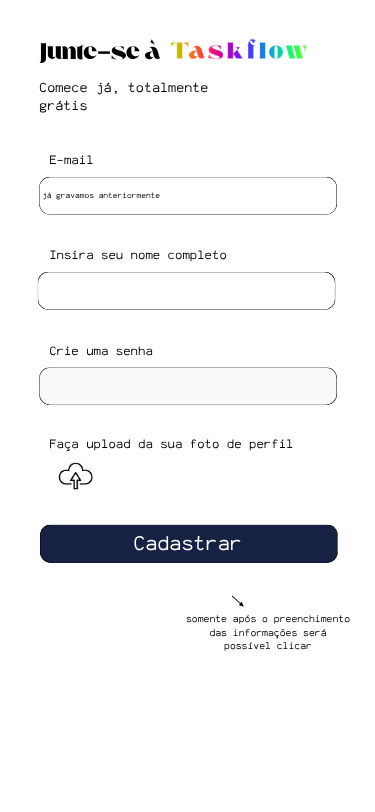 Junte-se à Taskflow
Comece já, totalmente
grátis
E-mail
já gravamos anteriormente
Insira seu nome completo
Crie uma senha
Faça upload da sua foto de perfil
Cadastrar
somente após o preenchimento
das informações será
possível clicar